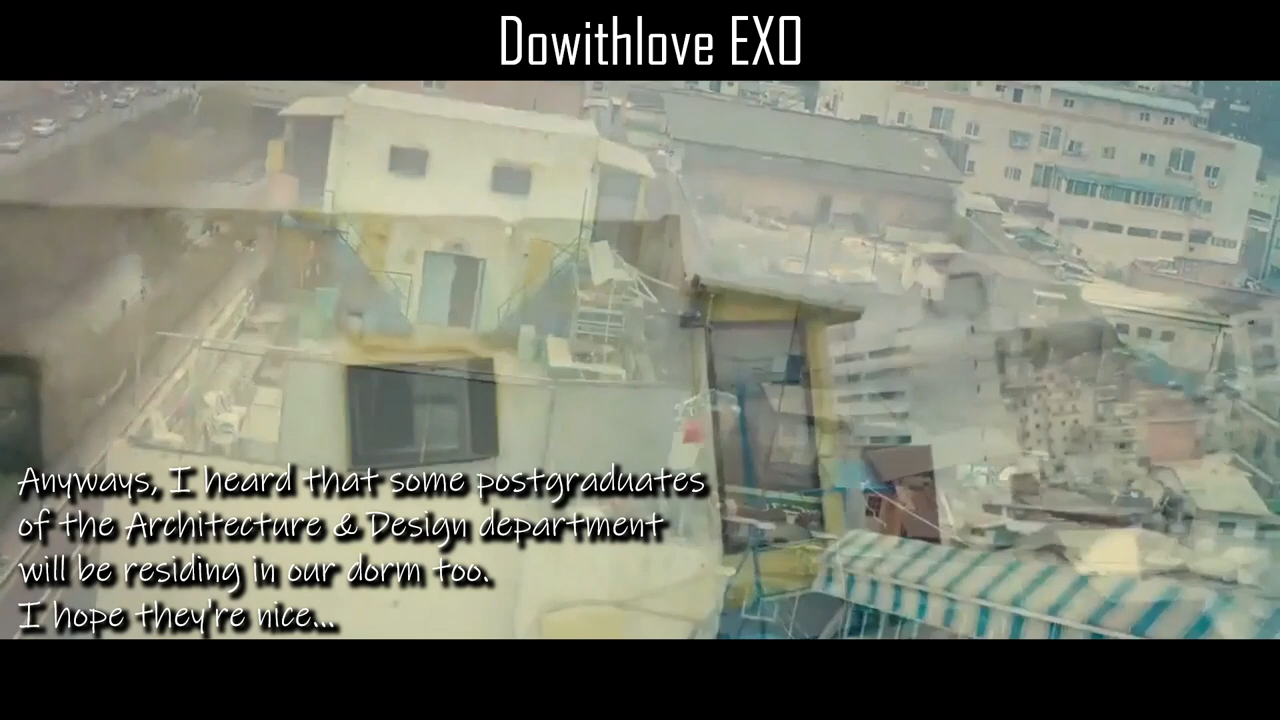 Dowithlove EXO
Anyways, I heard that some postgraduates
of the Architecture & Design department
will be residing in our dorm too.
I hope they're nice...